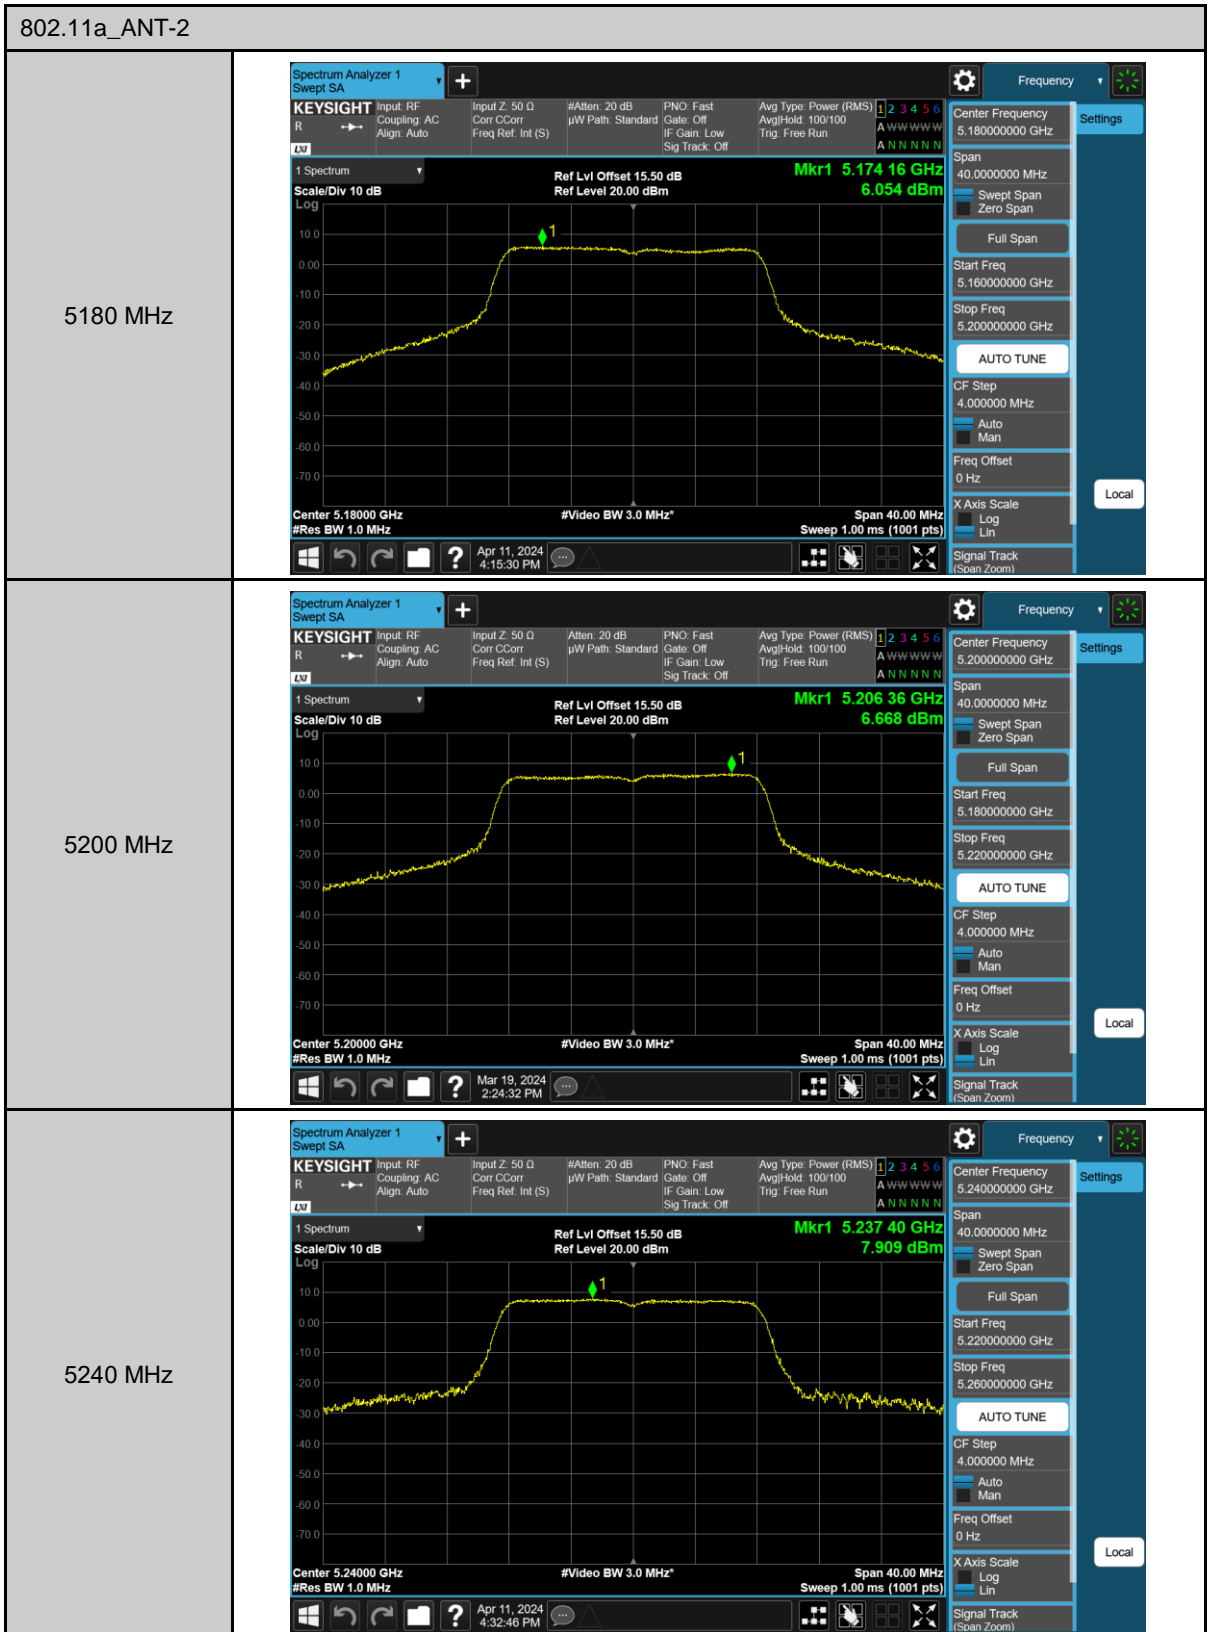 802.11a_ANT-2
5180 MHz
Spectrum Analyzer 1
Swept SA
+
Frequency
KEYSIGHT
R
LXI
Input: RF
Coupling: AC
Align: Auto
Input Z: 50 Ω
Corr CCorr
Freq Ref: Int (S)
#Atten: 20 dB
µW Path: Standard
PNO: Fast
Gate: Off
IF Gain: Low
Sig Track: Off
Avg Type: Power (RMS)
Avg|Hold: 100/100
Trig: Free Run
1 2 3 4 5 6
A W W W W W
A N N N N N
1 Spectrum
Scale/Div 10 dB
Log
Ref Lvl Offset 15.50 dB
Ref Level 20.00 dBm
Mkr1 5.174 16 GHz
6.054 dBm
1
10.0
0.00
-10.0
-20.0
-30.0
-40.0
-50.0
-60.0
-70.0
Center 5.18000 GHz
#Res BW 1.0 MHz
#Video BW 3.0 MHz*
Span 40.00 MHz
Sweep 1.00 ms (1001 pts)
?
Apr 11, 2024
4:15:30 PM
Center Frequency
5.180000000 GHz
Settings
Span
40.0000000 MHz
Swept Span
Zero Span
Full Span
Start Freq
5.160000000 GHz
Stop Freq
5.200000000 GHz
AUTO TUNE
CF Step
4.000000 MHz
Auto
Man
Freq Offset
0 Hz
X Axis Scale
Log
Lin
Local
Signal Track
(Span Zoom)
5200 MHz
Spectrum Analyzer 1
Swept SA
+
Frequency
KEYSIGHT
R
LXI
Input: RF
Coupling: AC
Align: Auto
Input Z: 50 Ω
Corr CCorr
Freq Ref: Int (S)
Atten: 20 dB
µW Path: Standard
PNO: Fast
Gate: Off
IF Gain: Low
Sig Track: Off
Avg Type: Power (RMS)
Avg|Hold: 100/100
Trig: Free Run
1 2 3 4 5 6
A W W W W W
A N N N N N
1 Spectrum
Scale/Div 10 dB
Log
Ref Lvl Offset 15.50 dB
Ref Level 20.00 dBm
Mkr1 5.206 36 GHz
6.668 dBm
1
10.0
0.00
-10.0
-20.0
-30.0
-40.0
-50.0
-60.0
-70.0
Center 5.20000 GHz
#Res BW 1.0 MHz
#Video BW 3.0 MHz*
Span 40.00 MHz
Sweep 1.00 ms (1001 pts)
?
Mar 19, 2024
2:24:32 PM
Center Frequency
5.200000000 GHz
Settings
Span
40.0000000 MHz
Swept Span
Zero Span
Full Span
Start Freq
5.180000000 GHz
Stop Freq
5.220000000 GHz
AUTO TUNE
CF Step
4.000000 MHz
Auto
Man
Freq Offset
0 Hz
X Axis Scale
Log
Lin
Local
Signal Track
(Span Zoom)
5240 MHz
Spectrum Analyzer 1
Swept SA
+
Frequency
KEYSIGHT
R
LXI
Input: RF
Coupling: AC
Align: Auto
Input Z: 50 Ω
Corr CCorr
Freq Ref: Int (S)
#Atten: 20 dB
µW Path: Standard
PNO: Fast
Gate: Off
IF Gain: Low
Sig Track: Off
Avg Type: Power (RMS)
Avg|Hold: 100/100
Trig: Free Run
1 2 3 4 5 6
A W W W W W
A N N N N N
1 Spectrum
Scale/Div 10 dB
Log
Ref Lvl Offset 15.50 dB
Ref Level 20.00 dBm
Mkr1 5.237 40 GHz
7.909 dBm
1
10.0
0.00
-10.0
-20.0
-30.0
-40.0
-50.0
-60.0
-70.0
Center 5.24000 GHz
#Res BW 1.0 MHz
#Video BW 3.0 MHz*
Span 40.00 MHz
Sweep 1.00 ms (1001 pts)
?
Apr 11, 2024
4:32:46 PM
Center Frequency
5.240000000 GHz
Settings
Span
40.0000000 MHz
Swept Span
Zero Span
Full Span
Start Freq
5.220000000 GHz
Stop Freq
5.260000000 GHz
AUTO TUNE
CF Step
4.000000 MHz
Auto
Man
Freq Offset
0 Hz
X Axis Scale
Log
Lin
Local
Signal Track
(Span Zoom)